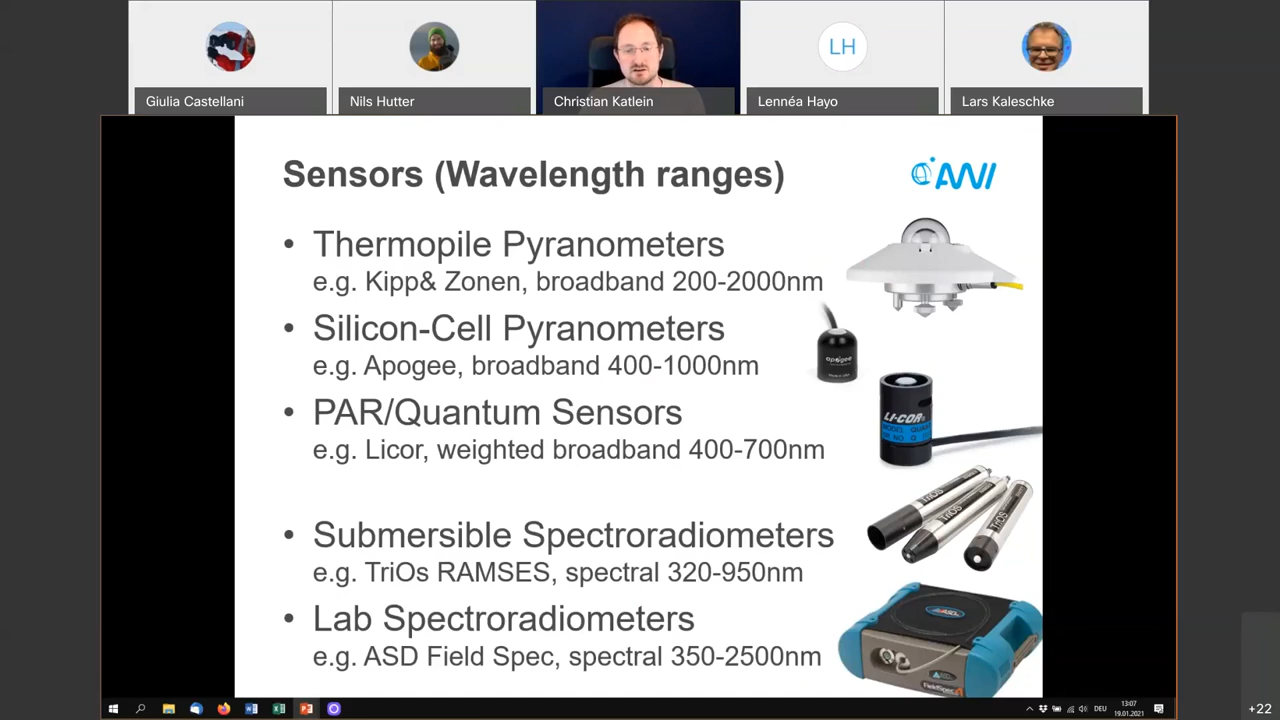 LH
Giulia Castellani
Nils Hutter
Christian Katlein
Lennéa Hayo
Lars Kaleschke
Sensors (Wavelength ranges)
AWI
• Thermopile Pyranometers
e.g. Kipp& Zonen, broadband 200-2000nm
• Silicon-Cell Pyranometers
e.g. Apogee, broadband 400-1000nm
apogee
• PAR/Quantum Sensors
e.g. Licor, weighted broadband 400-700nm
LI-COR
MODEL
• Submersible Spectroradiometers
e.g. TriOs RAMSES, spectral 320-950nm
TriOS
TriOS
TriOS
• Lab Spectroradiometers
e.g. ASD Field Spec, spectral 350-2500nm
FieldSpec 4
DEU
13:07
19.01.2021
+22